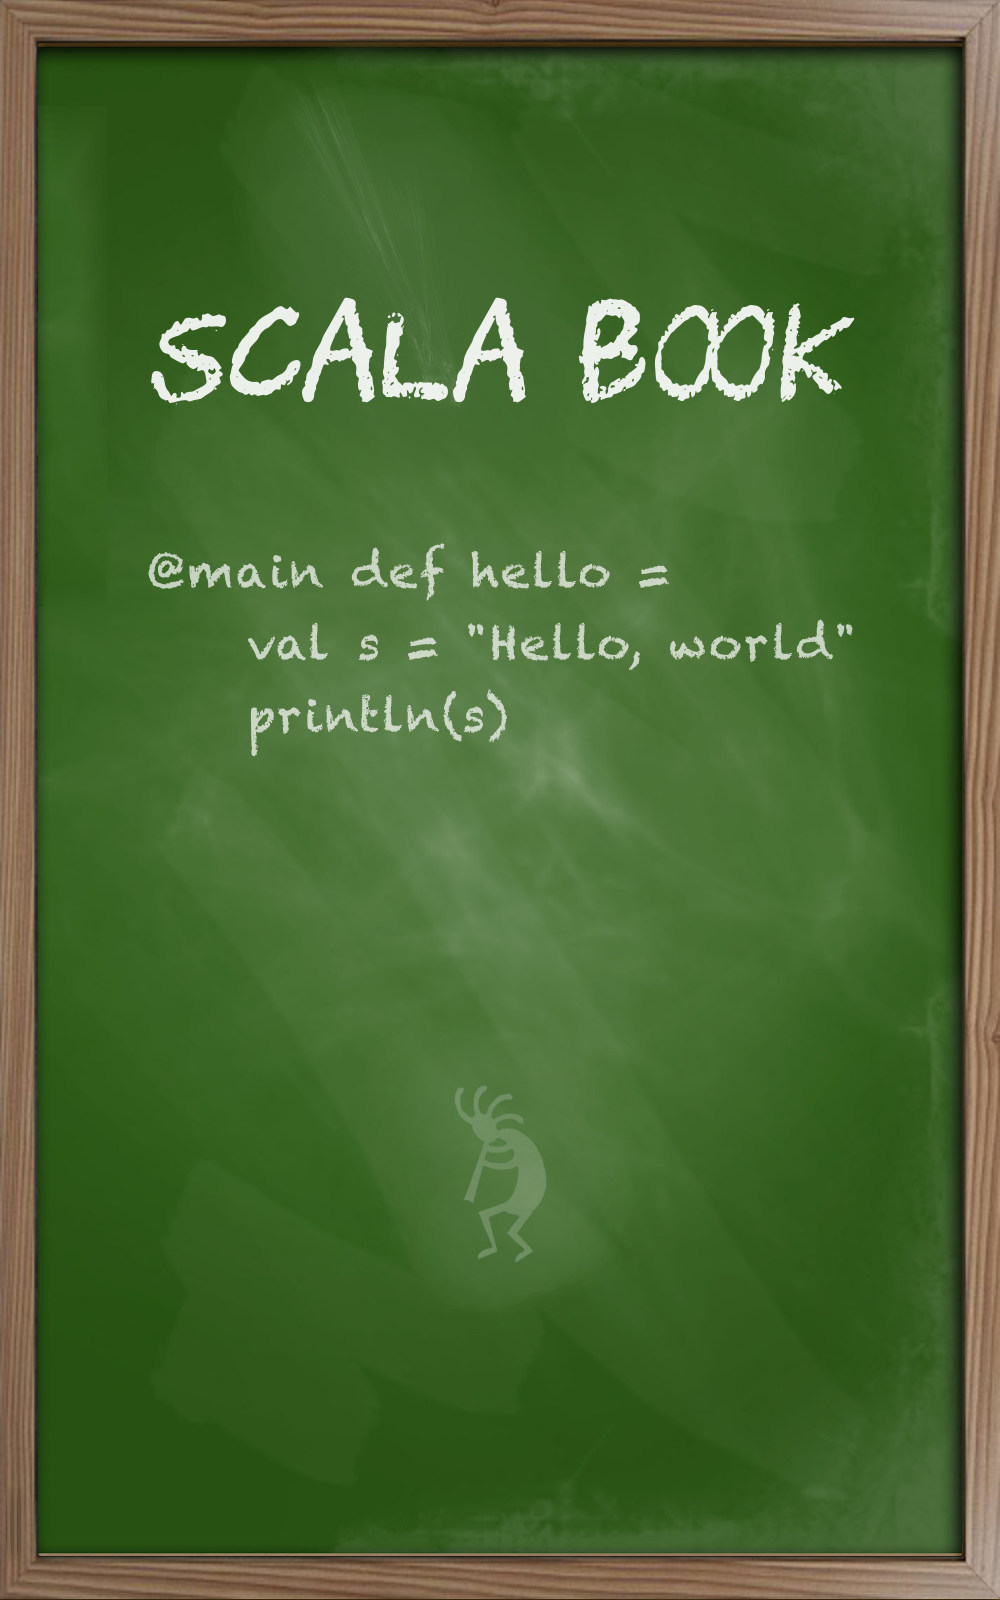 SCALA BOOK
@main def hello =
    val s = "Hello, world"
    println(s)